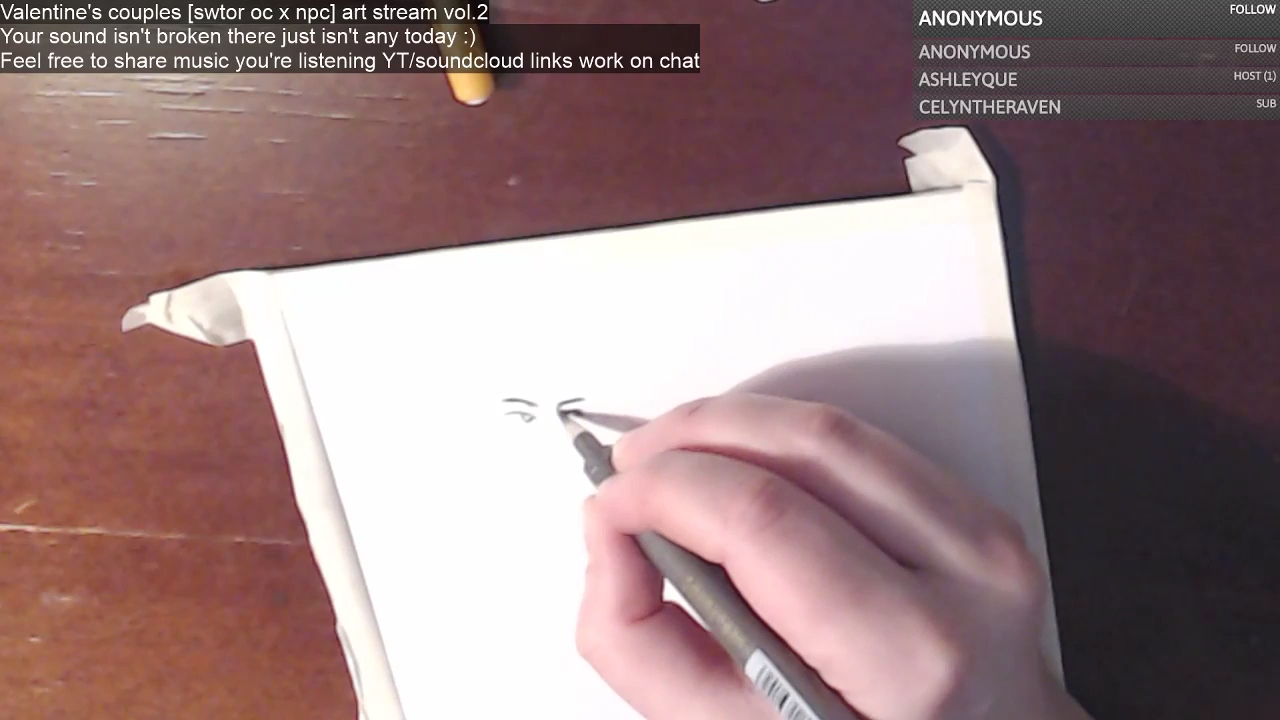 Valentine's couples [swtor oc x npc] art stream vol.2
Your sound isn't broken there just isn't any today :)
Feel free to share music you're listening YT/soundcloud links work on chat
ANONYMOUS FOLLOW
ANONYMOUS FOLLOW
ASHLEYQUE HOST (1)
CELYNTHERAVEN SUB